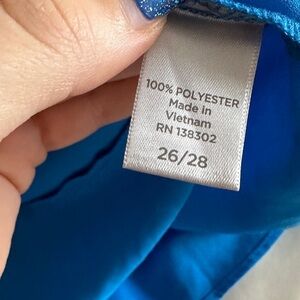 100% POLYESTER
Made in
Vietnam
RN 138302
26/28